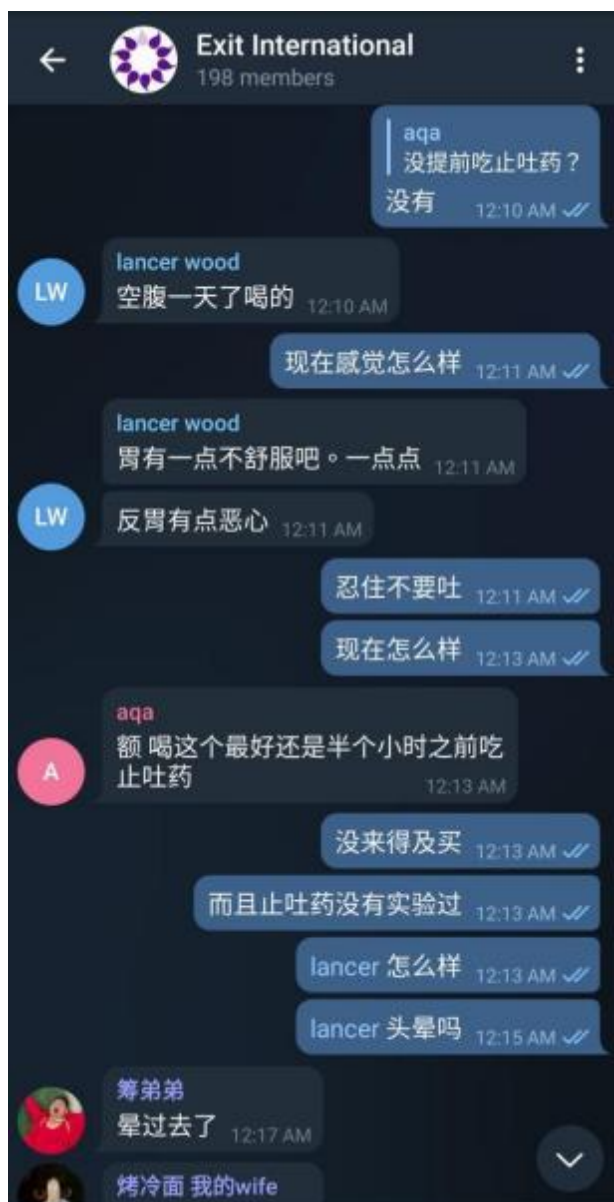 Exit International
198 members
aqa
没提前吃止吐药？
没有 12:10 AM
lancer wood
LW
空腹一天了喝的 12:10 AM
现在感觉怎么样 12:11 AM
lancer wood
胃有一点不舒服吧。一点点 12:11 AM
LW
反胃有点恶心 12:11 AM
忍住不要吐 12:11 AM
现在怎么样 12:13 AM
aqa
A
额 喝这个最好还是半个小时之前吃
止吐药 12:13 AM
没来得及买 12:13 AM
而且止吐药没有实验过 12:13 AM
lancer 怎么样 12:13 AM
lancer 头晕吗 12:15 AM
筹弟弟
晕过去了 12:17 AM
烤冷面 我的wife